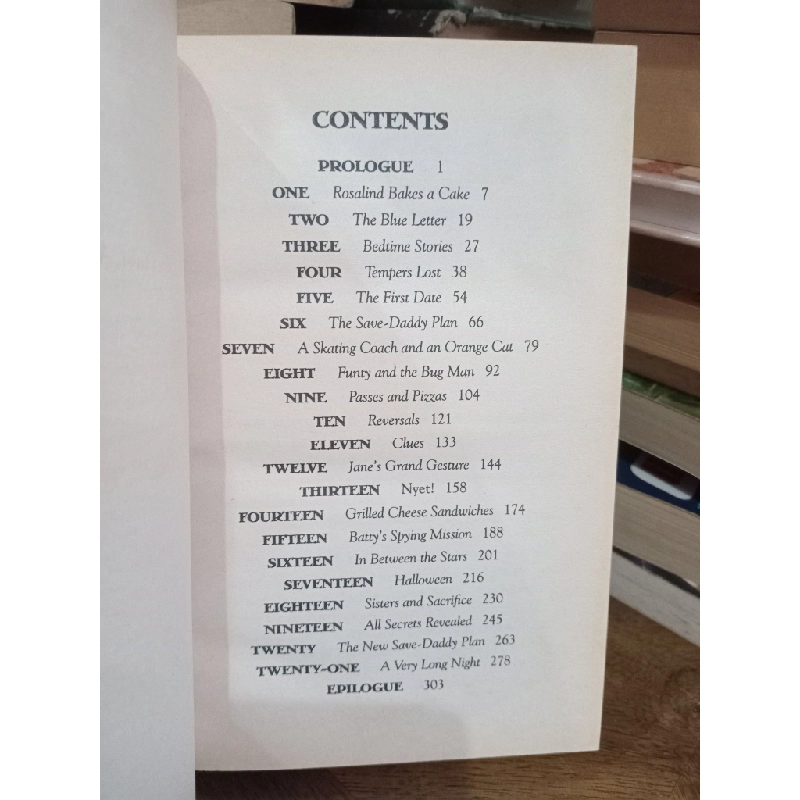 CONTENTS
PROLOGUE 1
ONE Rosalind Bakes a Cake 7
TWO The Blue Letter 19
THREE Bedtime Stories 27
FOUR Tempers Lost 38
FIVE The First Date 54
SIX The Save-Daddy Plan 66
SEVEN A Skating Coach and an Orange Cat 79
EIGHT Funty and the Bug Man 92
NINE Passes and Pizzas 104
TEN Reversals 121
ELEVEN Clues 133
TWELVE Jane's Grand Gesture 144
THIRTEEN Nyet! 158
FOURTEEN Grilled Cheese Sandwiches 174
FIFTEEN Batty's Spying Mission 188
SIXTEEN In Between the Stars 201
SEVENTEEN Halloween 216
EIGHTEEN Sisters and Sacrifice 230
NINETEEN All Secrets Revealed 245
TWENTY The New Save-Daddy Plan 263
TWENTY-ONE A Very Long Night 278
EPILOGUE 303